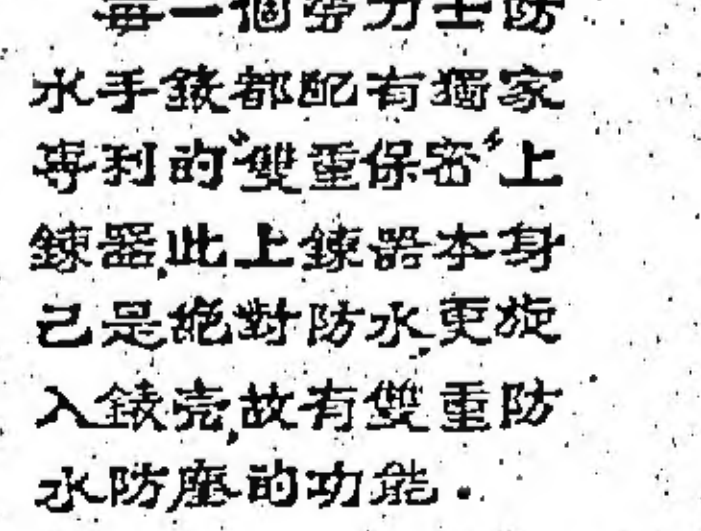 每一個勞力士防
水手錶都配有獨家
專利的“雙重保密”上
鍊器,此上鍊器本身
己是絕對防水,更旋
入錶壳,故有雙重防
水防塵的功能.